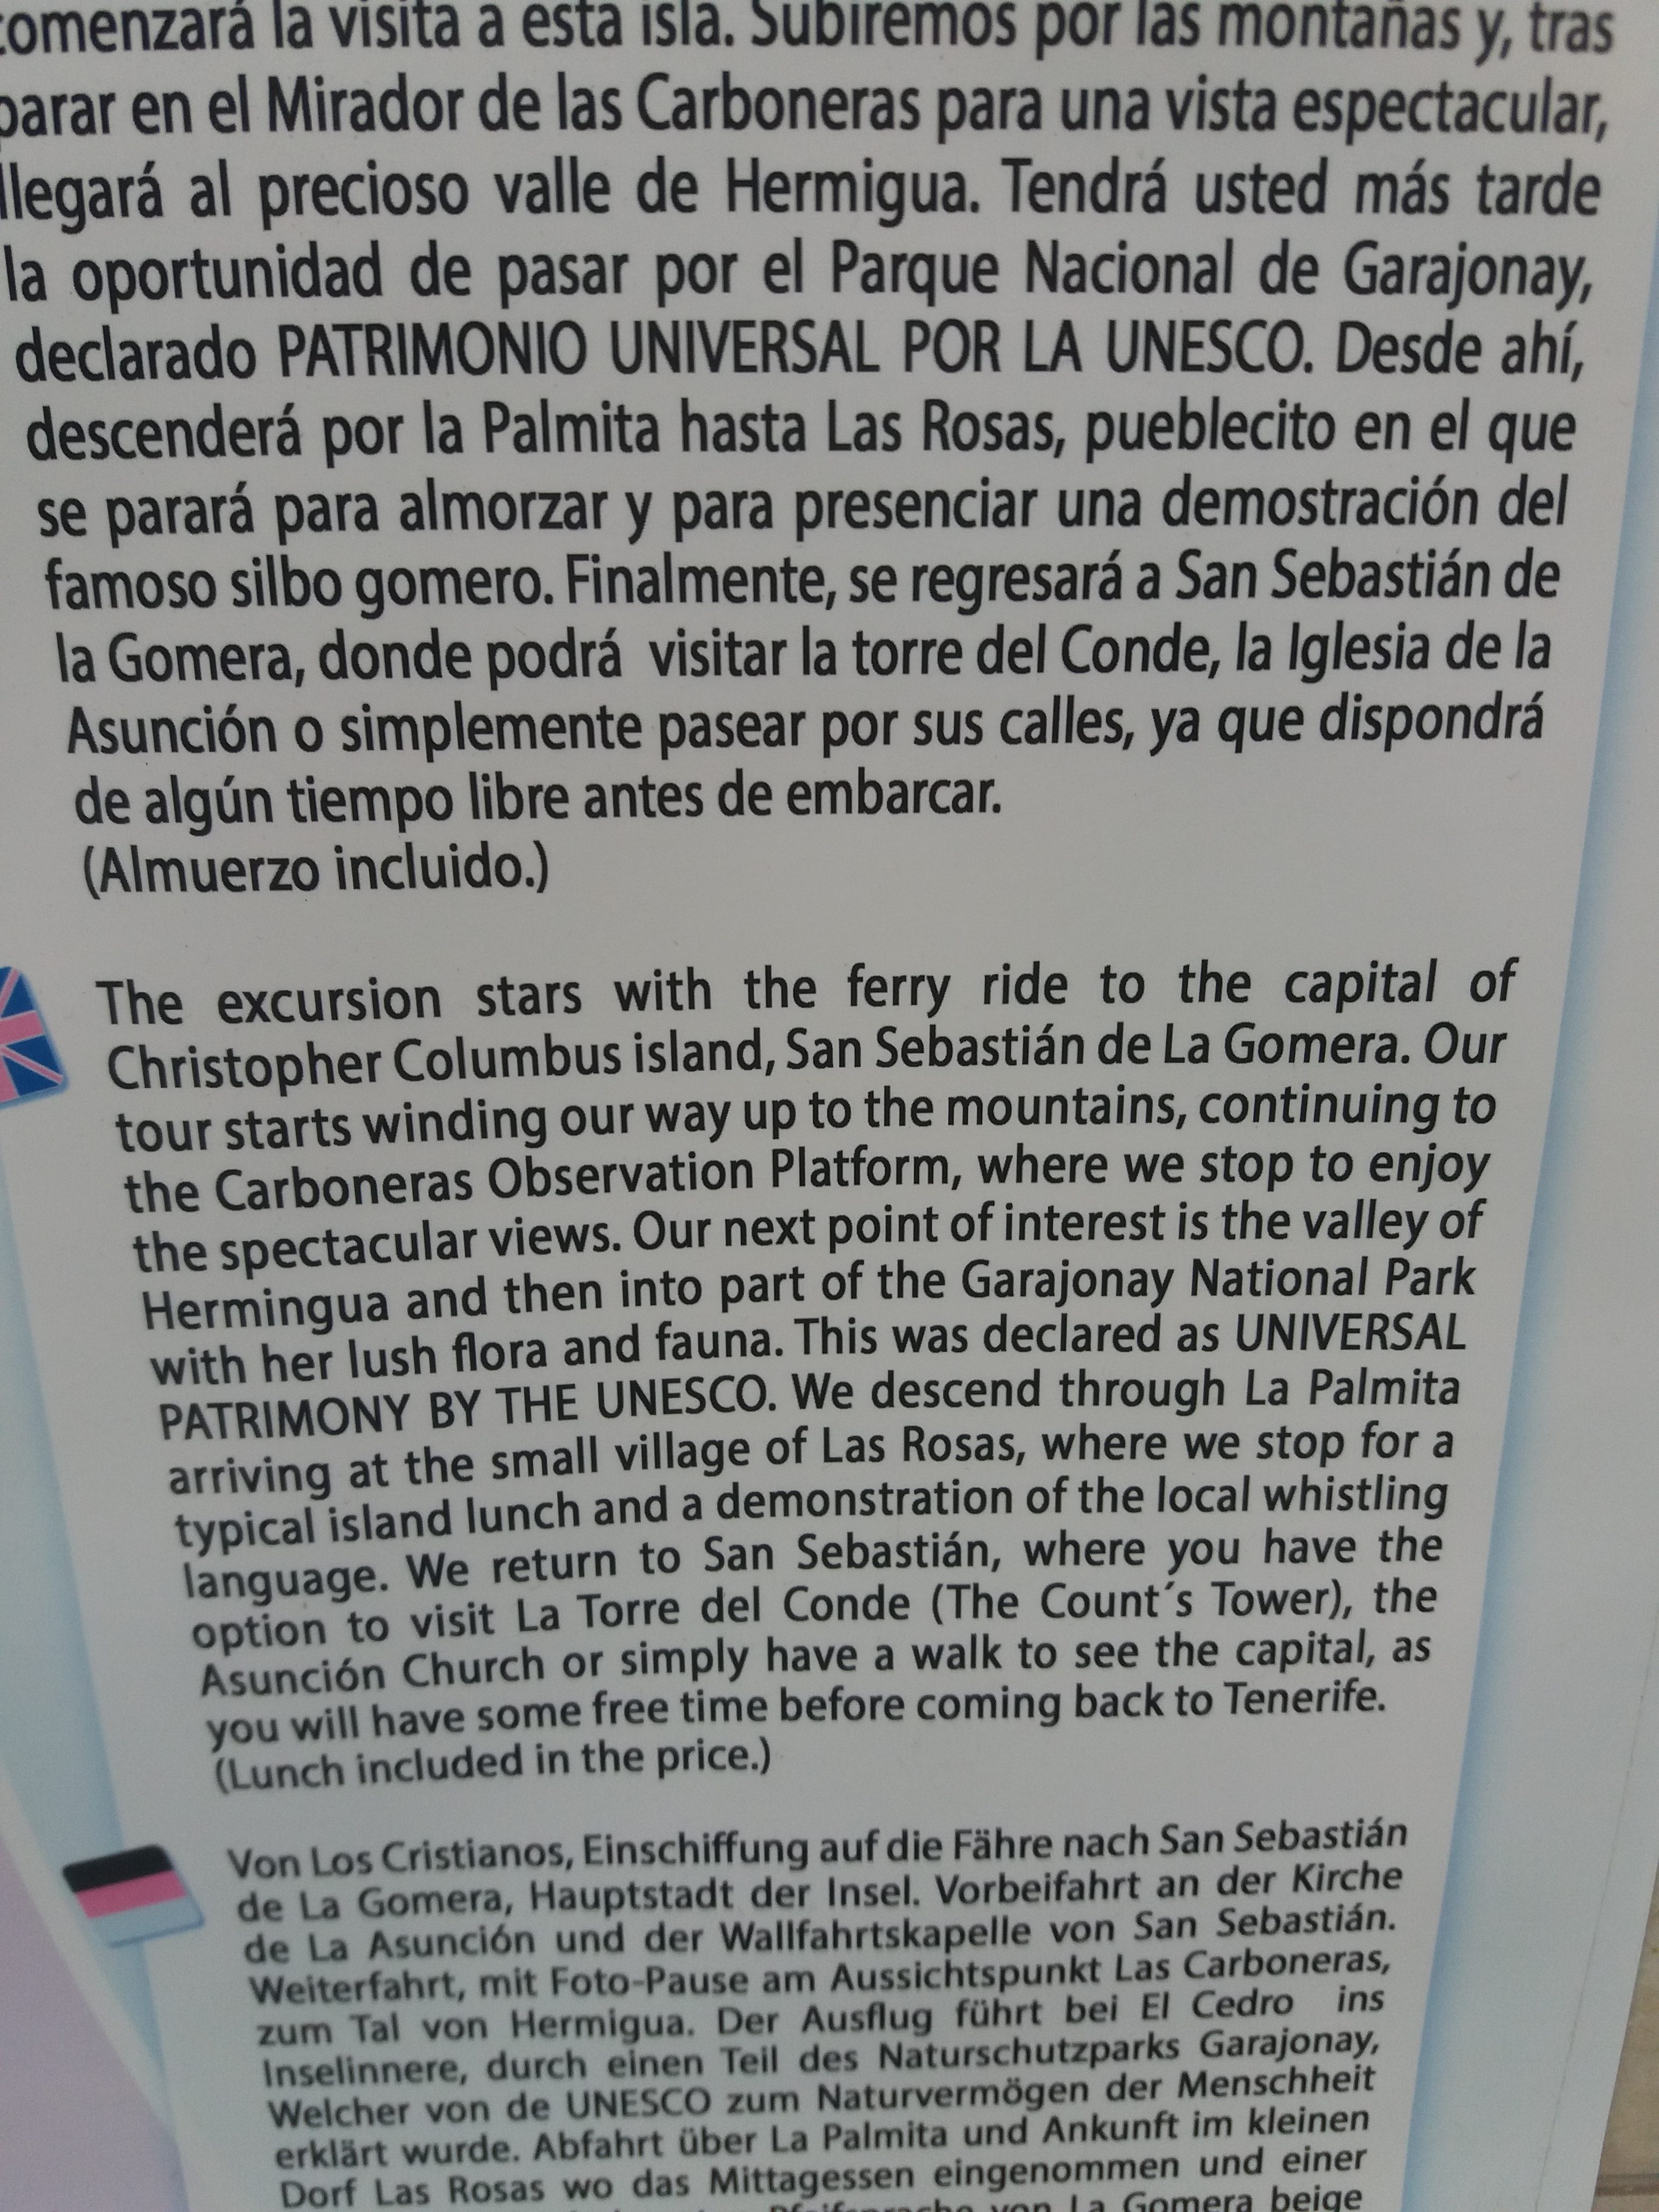 comenzará la visita a esta isla. Subiremos por las montañas y, tras
parar en el Mirador de las Carboneras para una vista espectacular,
llegará al precioso valle de Hermigua. Tendrá usted más tarde
la oportunidad de pasar por el Parque Nacional de Garajonay,
declarado PATRIMONIO UNIVERSAL POR LA UNESCO. Desde ahí,
descenderá por la Palmita hasta Las Rosas, pueblecito en el que
se parará para almorzar y para presenciar una demostración del
famoso silbo gomero. Finalmente, se regresará a San Sebastián de
la Gomera, donde podrá visitar la torre del Conde, la Iglesia de la
Asunción o simplemente pasear por sus calles, ya que dispondrá
de algún tiempo libre antes de embarcar.
(Almuerzo incluido.)
The excursion stars with the ferry ride to the capital of
Christopher Columbus island, San Sebastián de La Gomera. Our
tour starts winding our way up to the mountains, continuing to
the Carboneras Observation Platform, where we stop to enjoy
the spectacular views. Our next point of interest is the valley of
Hermingua and then into part of the Garajonay National Park
with her lush flora and fauna. This was declared as UNIVERSAL
PATRIMONY BY THE UNESCO. We descend through La Palmita
arriving at the small village of Las Rosas, where we stop for a
typical island lunch and a demonstration of the local whistling
language. We return to San Sebastián, where you have the
option to visit La Torre del Conde (The Count´s Tower), the
Asunción Church or simply have a walk to see the capital, as
you will have some free time before coming back to Tenerife.
(Lunch included in the price.)
Von Los Cristianos, Einschiffung auf die Fähre nach San Sebastián
de La Gomera, Hauptstadt der Insel. Vorbeifahrt an der Kirche
de La Asunción und der Wallfahrtskapelle von San Sebastián.
Weiterfahrt, mit Foto-Pause am Aussichtspunkt Las Carboneras,
zum Tal von Hermigua. Der Ausflug führt bei El Cedro ins
Inselinnere, durch einen Teil des Naturschutzparks Garajonay,
Welcher von de UNESCO zum Naturvermögen der Menschheit
erklärt wurde. Abfahrt über La Palmita und Ankunft im kleinen
Dorf Las Rosas wo das Mittagessen eingenommen und einer
von La Gomera beige